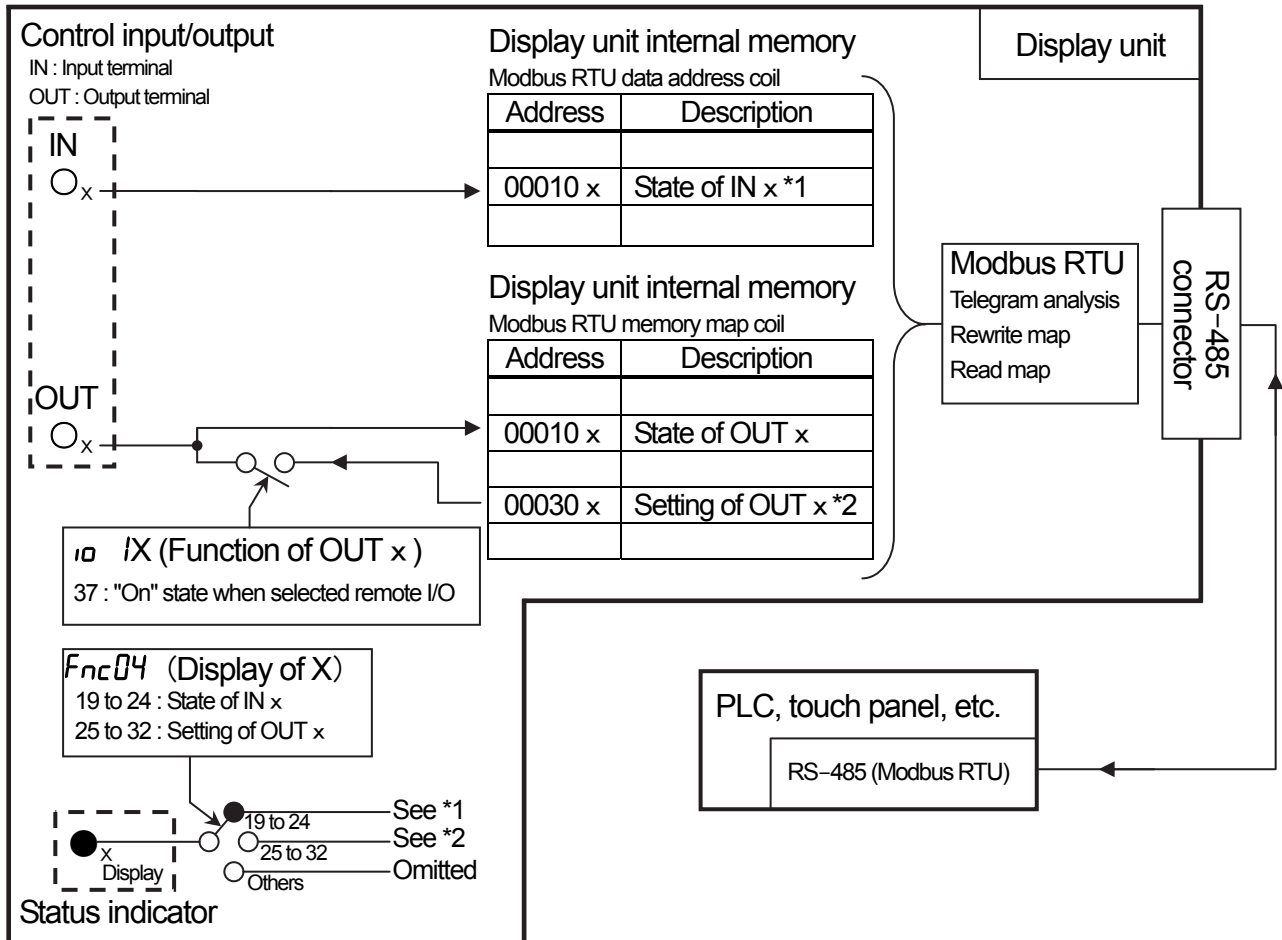 Control input/output
IN : Input terminal
OUT : Output terminal
IN
x
OUT
x
Display unit internal memory
Modbus RTU data address coil
Address Description
00010 x State of IN x *1
Display unit internal memory
Modbus RTU memory map coil
Address Description
00010 x State of OUT x
00030 x Setting of OUT x *2
Display unit
Modbus RTU
Telegram analysis
Rewrite map
Read map
RS-485
connector
io 1X (Function of OUT x )
37 : "On" state when selected remote I/O
Fnc04 (Display of X)
19 to 24 : State of IN x
25 to 32 : Setting of OUT x
19 to 24 See *1
25 to 32 See *2
Others Omitted
x
Display
Status indicator
PLC, touch panel, etc.
RS-485 (Modbus RTU)